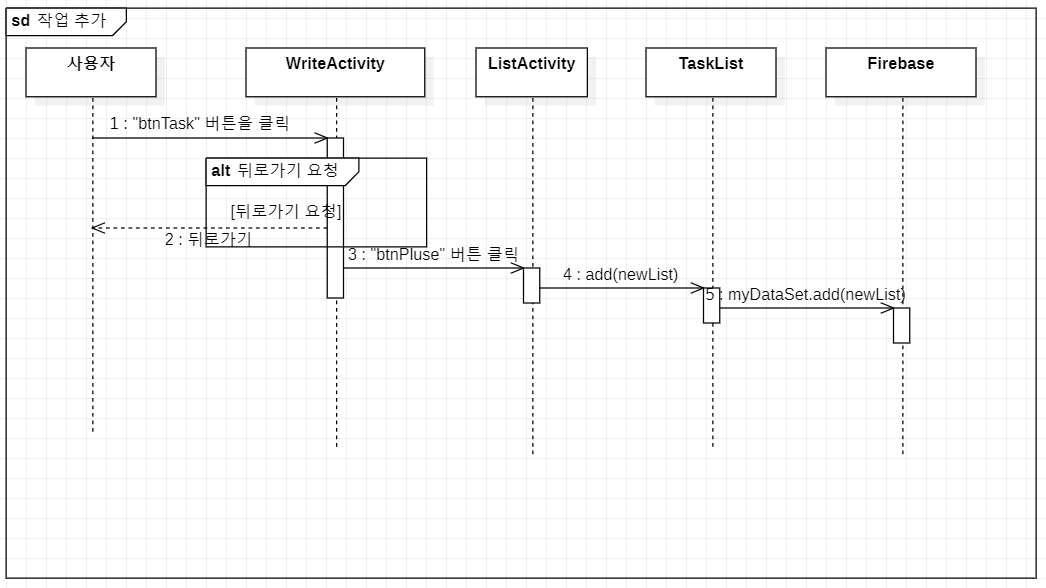 sd 작업 추가
사용자
WriteActivity
ListActivity
TaskList
Firebase
1 : "btnTask" 버튼을 클릭
alt 뒤로가기 요청
[뒤로가기 요청]
2 : 뒤로가기
3 : "btnPluse" 버튼 클릭
4 : add(newList)
5 : myDataSet.add(newList)